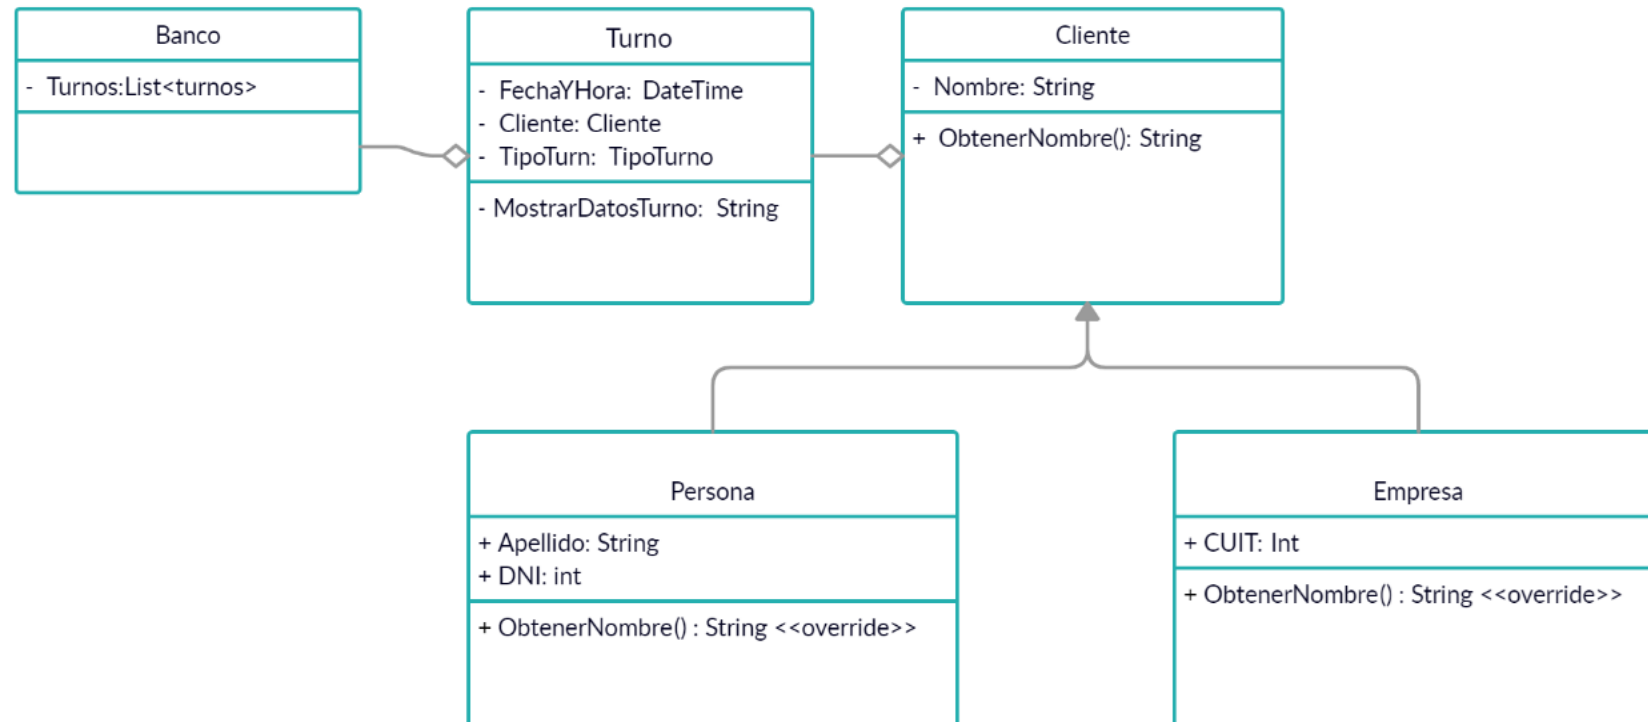 Banco
- Turnos:List<turnos>
Turno
- FechaYHora: DateTime
- Cliente: Cliente
- TipoTurn: TipoTurno
- MostrarDatosTurno: String
Cliente
- Nombre: String
+ ObtenerNombre(): String
Persona
+ Apellido: String
+ DNI: int
+ ObtenerNombre() : String <<override>>
Empresa
+ CUIT: Int
+ ObtenerNombre() : String <<override>>